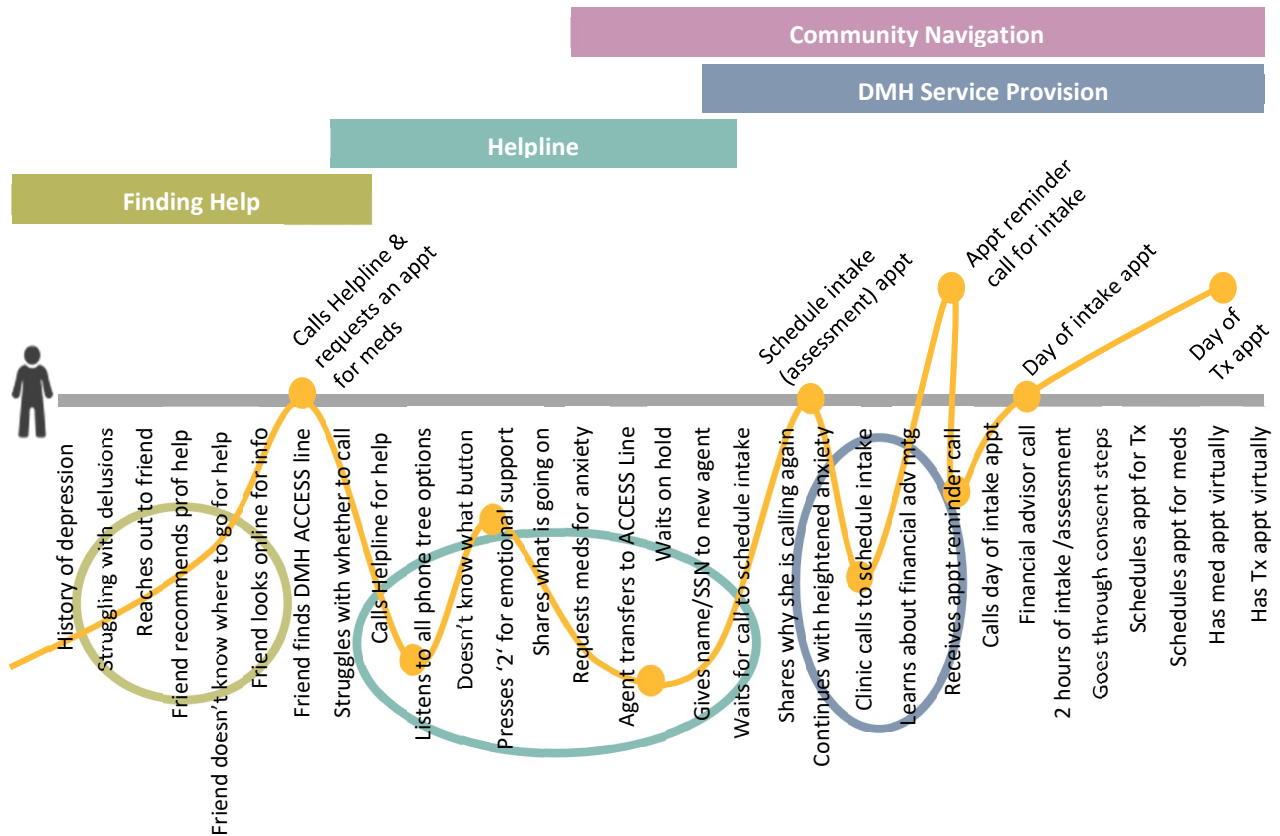 Community Navigation
DMH Service Provision
Helpline
Finding Help
Calls Helpline &
requests an appt
for meds
Schedule intake
(assessment) appt
Appt reminder
call for intake
Day of intake appt
Day of
Tx appt
History of depression
Struggling with delusions
Reaches out to friend
Friend recommends prof help
Friend doesn't know where to go for help
Friend looks online for info
Friend finds DMH ACCESS line
Struggles with whether to call
Calls Helpline for help
Listens to all phone tree options
Doesn't know what button
Presses '2' for emotional support
Shares what is going on
Requests meds for anxiety
Agent transfers to ACCESS Line
Waits on hold
Gives name/SSN to new agent
Waits for call to schedule intake
Shares why she is calling again
Continues with heightened anxiety
Clinic calls to schedule intake
Learns about financial adv mtg
Receives appt reminder call
Calls day of intake appt
Financial advisor call
2 hours of intake /assessment
Goes through consent steps
Schedules appt for Tx
Schedules appt for meds
Has med appt virtually
Has Tx appt virtually